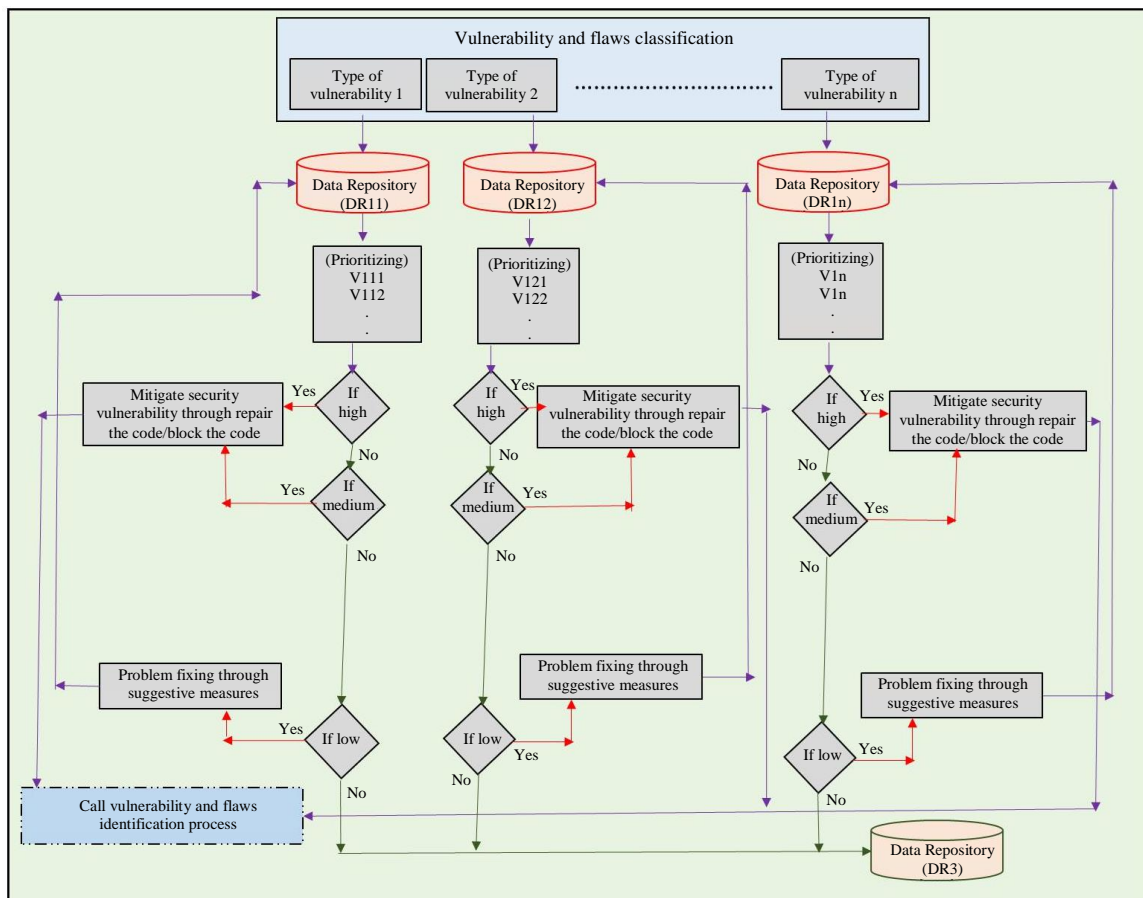 Vulnerability and flaws classification
Type of
vulnerability 1
Type of
vulnerability 2
................................
Type of
vulnerability n
Data Repository
(DR11)
Data Repository
(DR12)
Data Repository
(DR1n)
(Prioritizing)
V111
V112
.
.
(Prioritizing)
V121
V122
.
.
(Prioritizing)
V1n
V1n
.
.
Mitigate security
vulnerability through repair
the code/block the code
Yes
If
high
No
If
high
Yes
Mitigate security
vulnerability through repair
the code/block the code
No
If
high
Yes
Mitigate security
vulnerability through repair
the code/block the code
No
Yes
If
medium
No
If
medium
Yes
No
If
medium
Yes
No
Problem fixing through
suggestive measures
Problem fixing through
suggestive measures
Problem fixing through
suggestive measures
Yes
If low
No
If low
Yes
No
If low
Yes
No
Call vulnerability and flaws
identification process
Data Repository
(DR3)